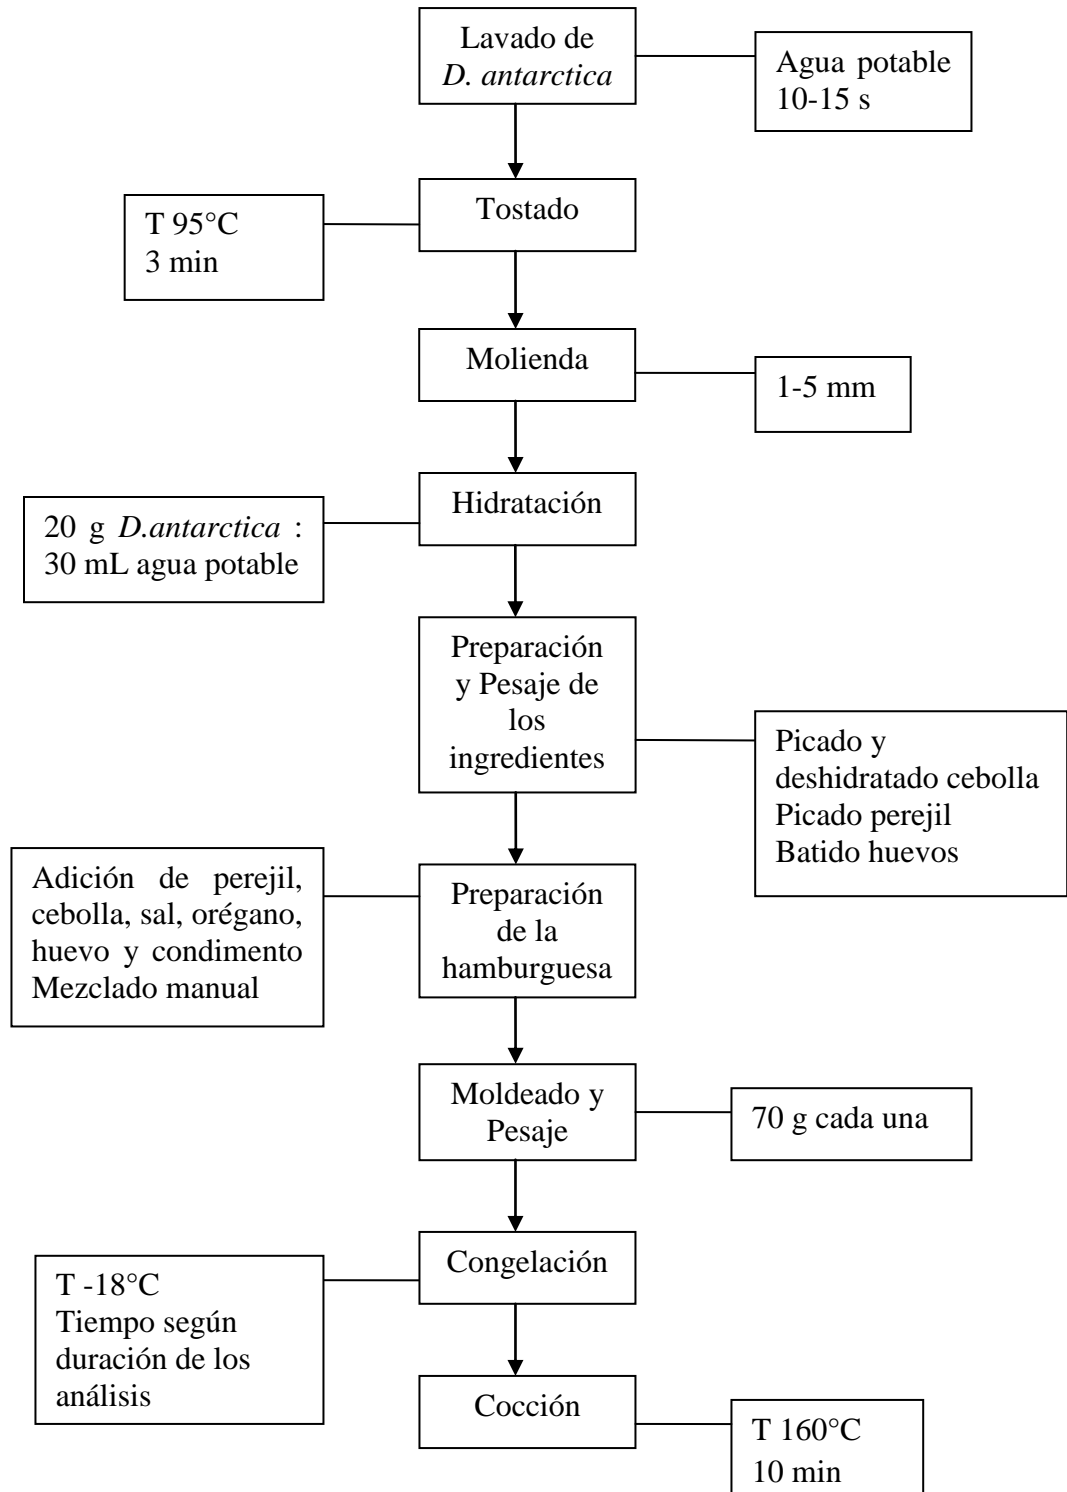 Lavado de
D. antarctica
Agua potable
10-15 s
Tostado
T 95°C
3 min
Molienda
1-5 mm
Hidratación
20 g D.antarctica :
30 mL agua potable
Preparación
y Pesaje de
los
ingredientes
Picado y
deshidratado cebolla
Picado perejil
Batido huevos
Preparación
de la
hamburguesa
Adición de perejil,
cebolla, sal, orégano,
huevo y condimento
Mezclado manual
Moldeado y
Pesaje
70 g cada una
Congelación
T -18°C
Tiempo según
duración de los
análisis
Cocción
T 160°C
10 min